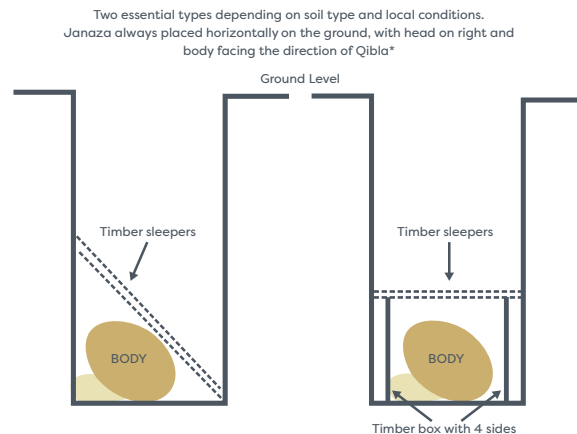 Two essential types depending on soil type and local conditions.
Janaza always placed horizontally on the ground, with head on right and
body facing the direction of Qibla*
Ground Level
Timber sleepers
Timber sleepers
BODY
BODY
Timber box with 4 sides